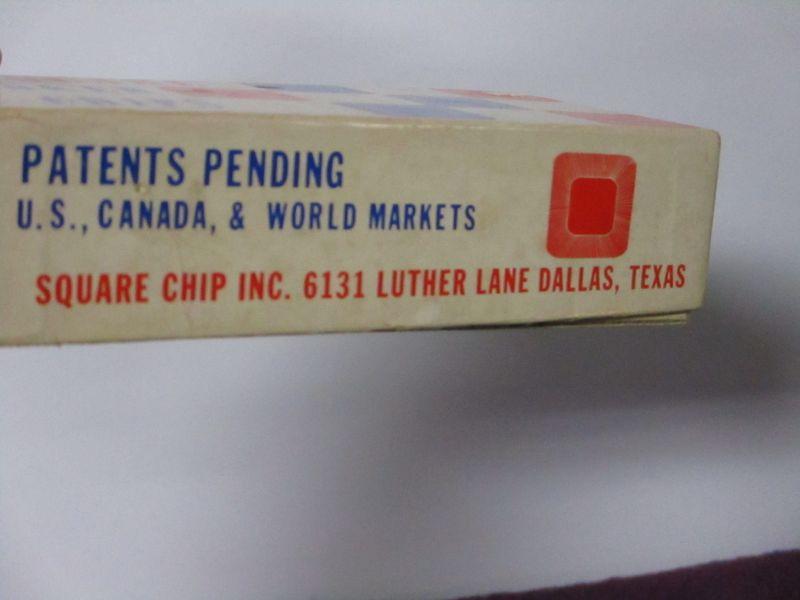 PATENTS PENDING
U.S., CANADA, & WORLD MARKETS
SQUARE CHIP INC. 6131 LUTHER LANE DALLAS, TEXAS